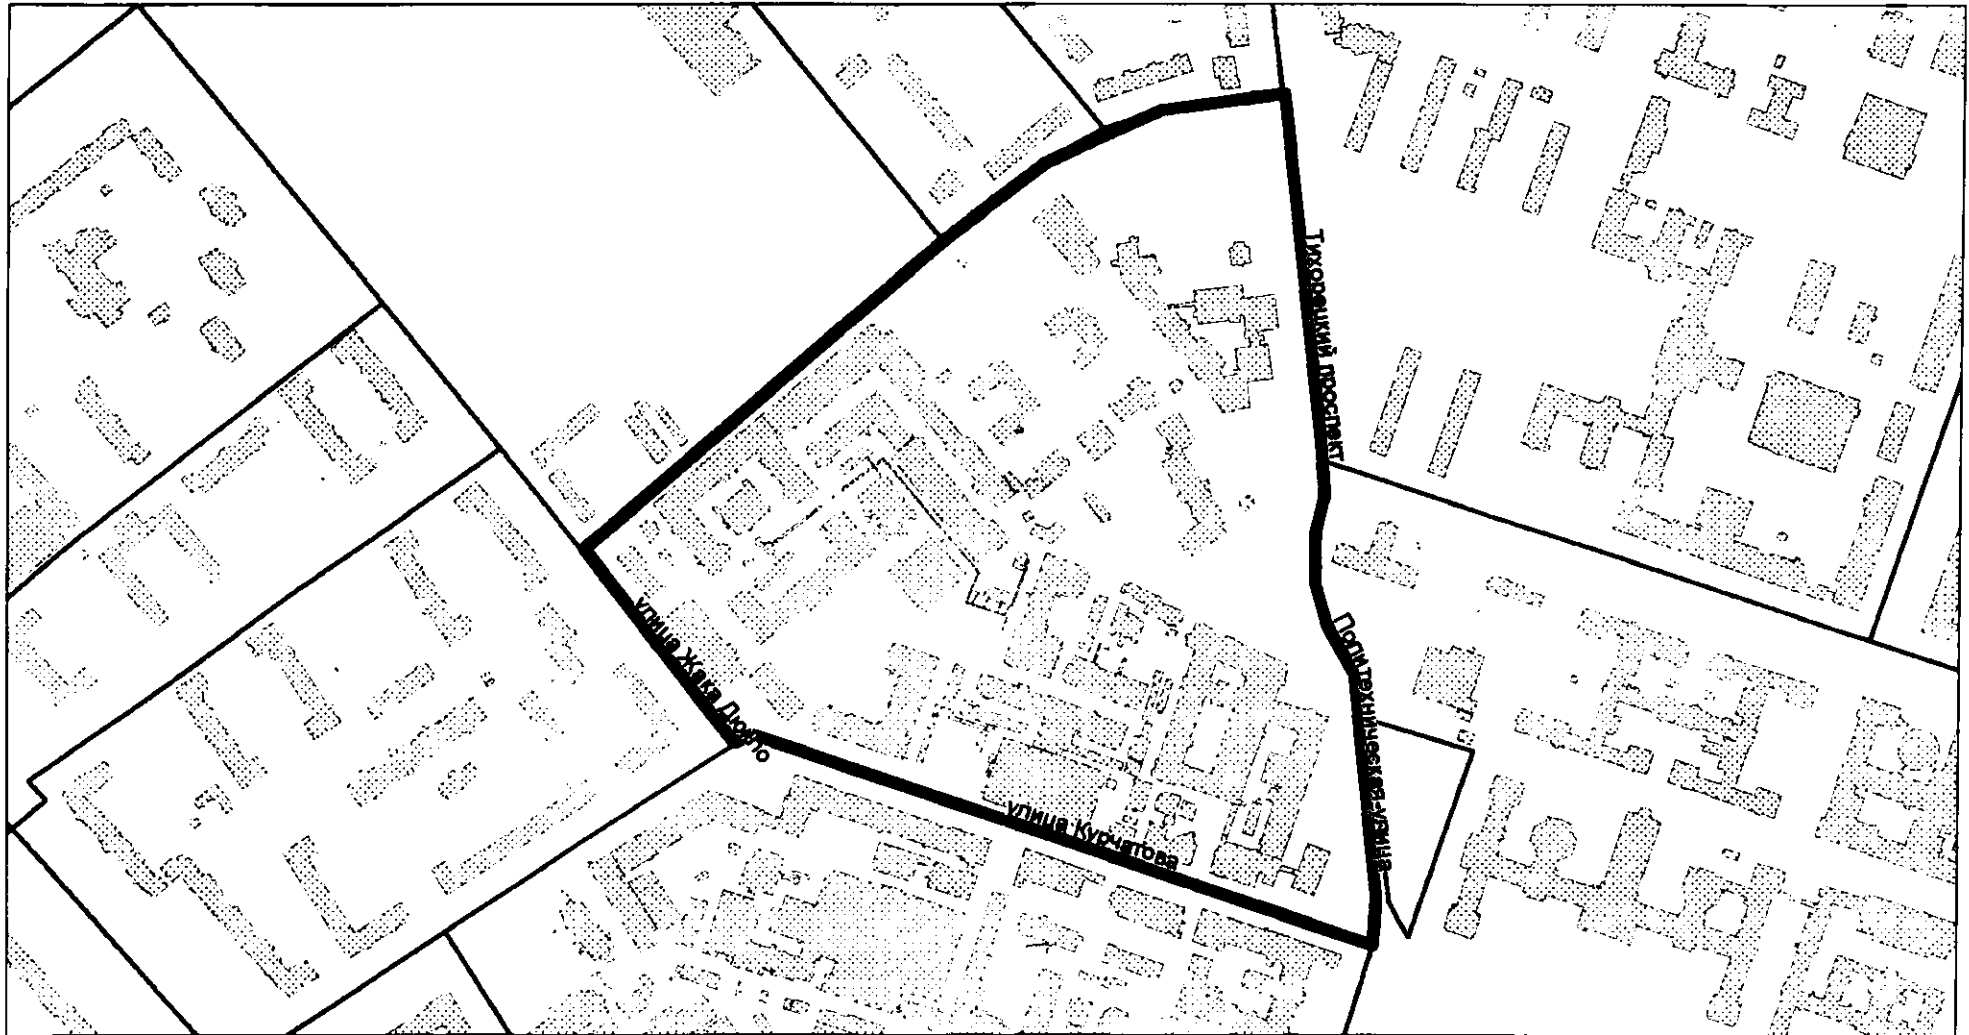 Тихорецкий проспект
Политехническая улица
улица Жака Дюкло
улица Курчатова